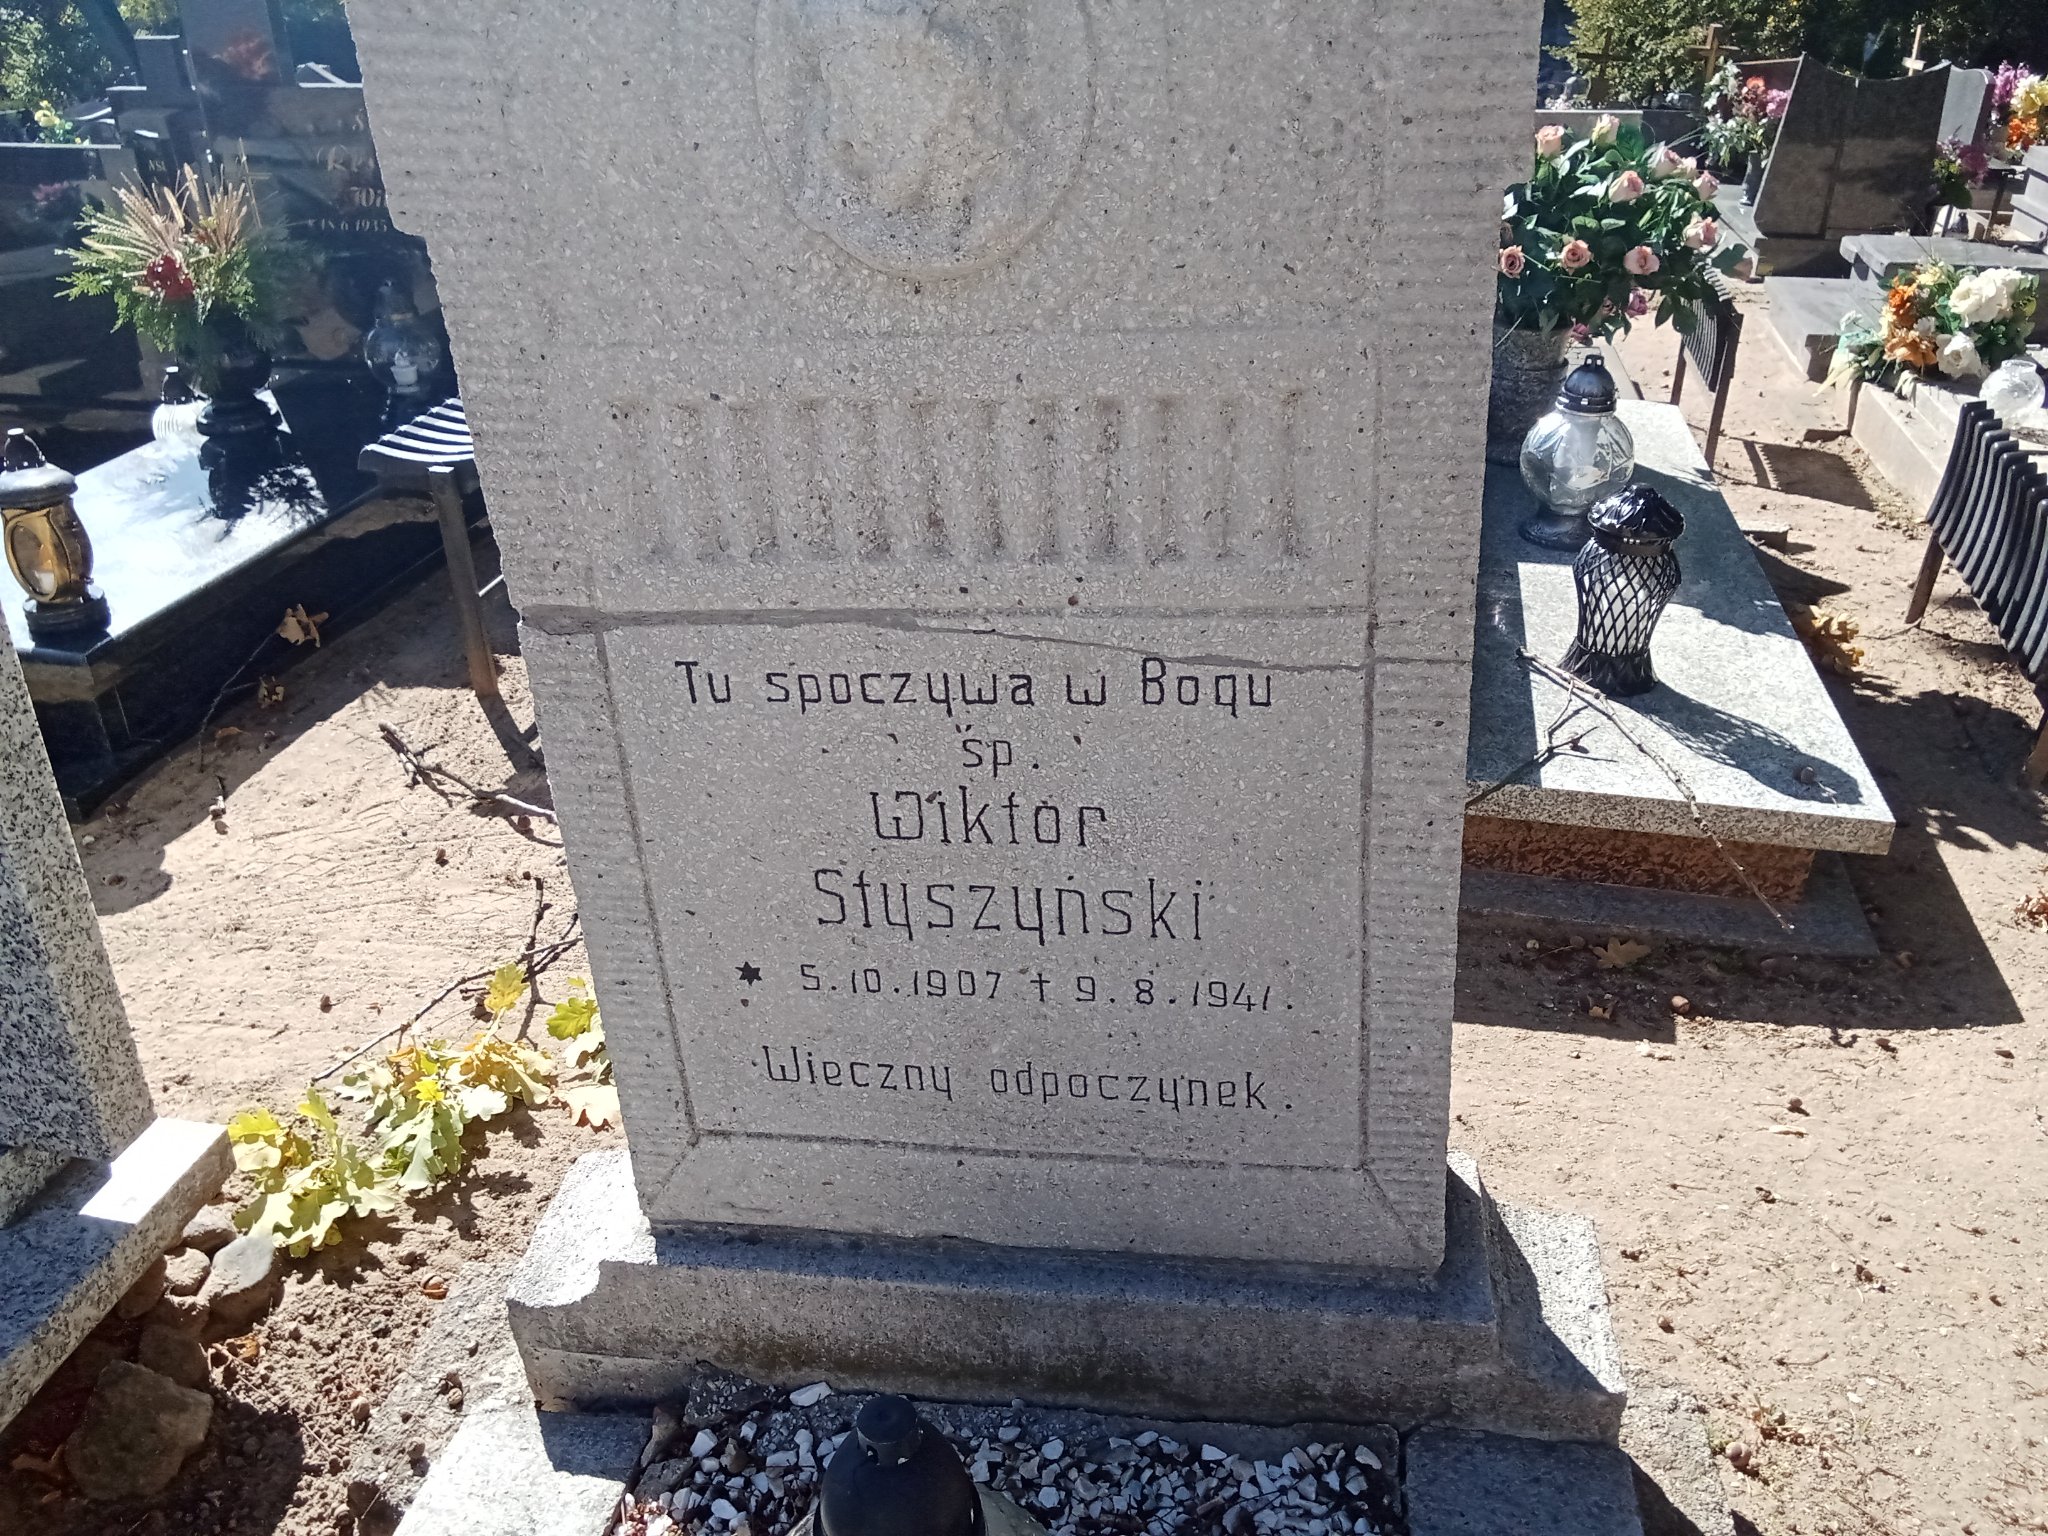 Tu spoczywa w Bogu
śp.
Wiktor
Styszyński
★ 5.10.1907 † 9.8.1941.
Wieczny odpoczynek.